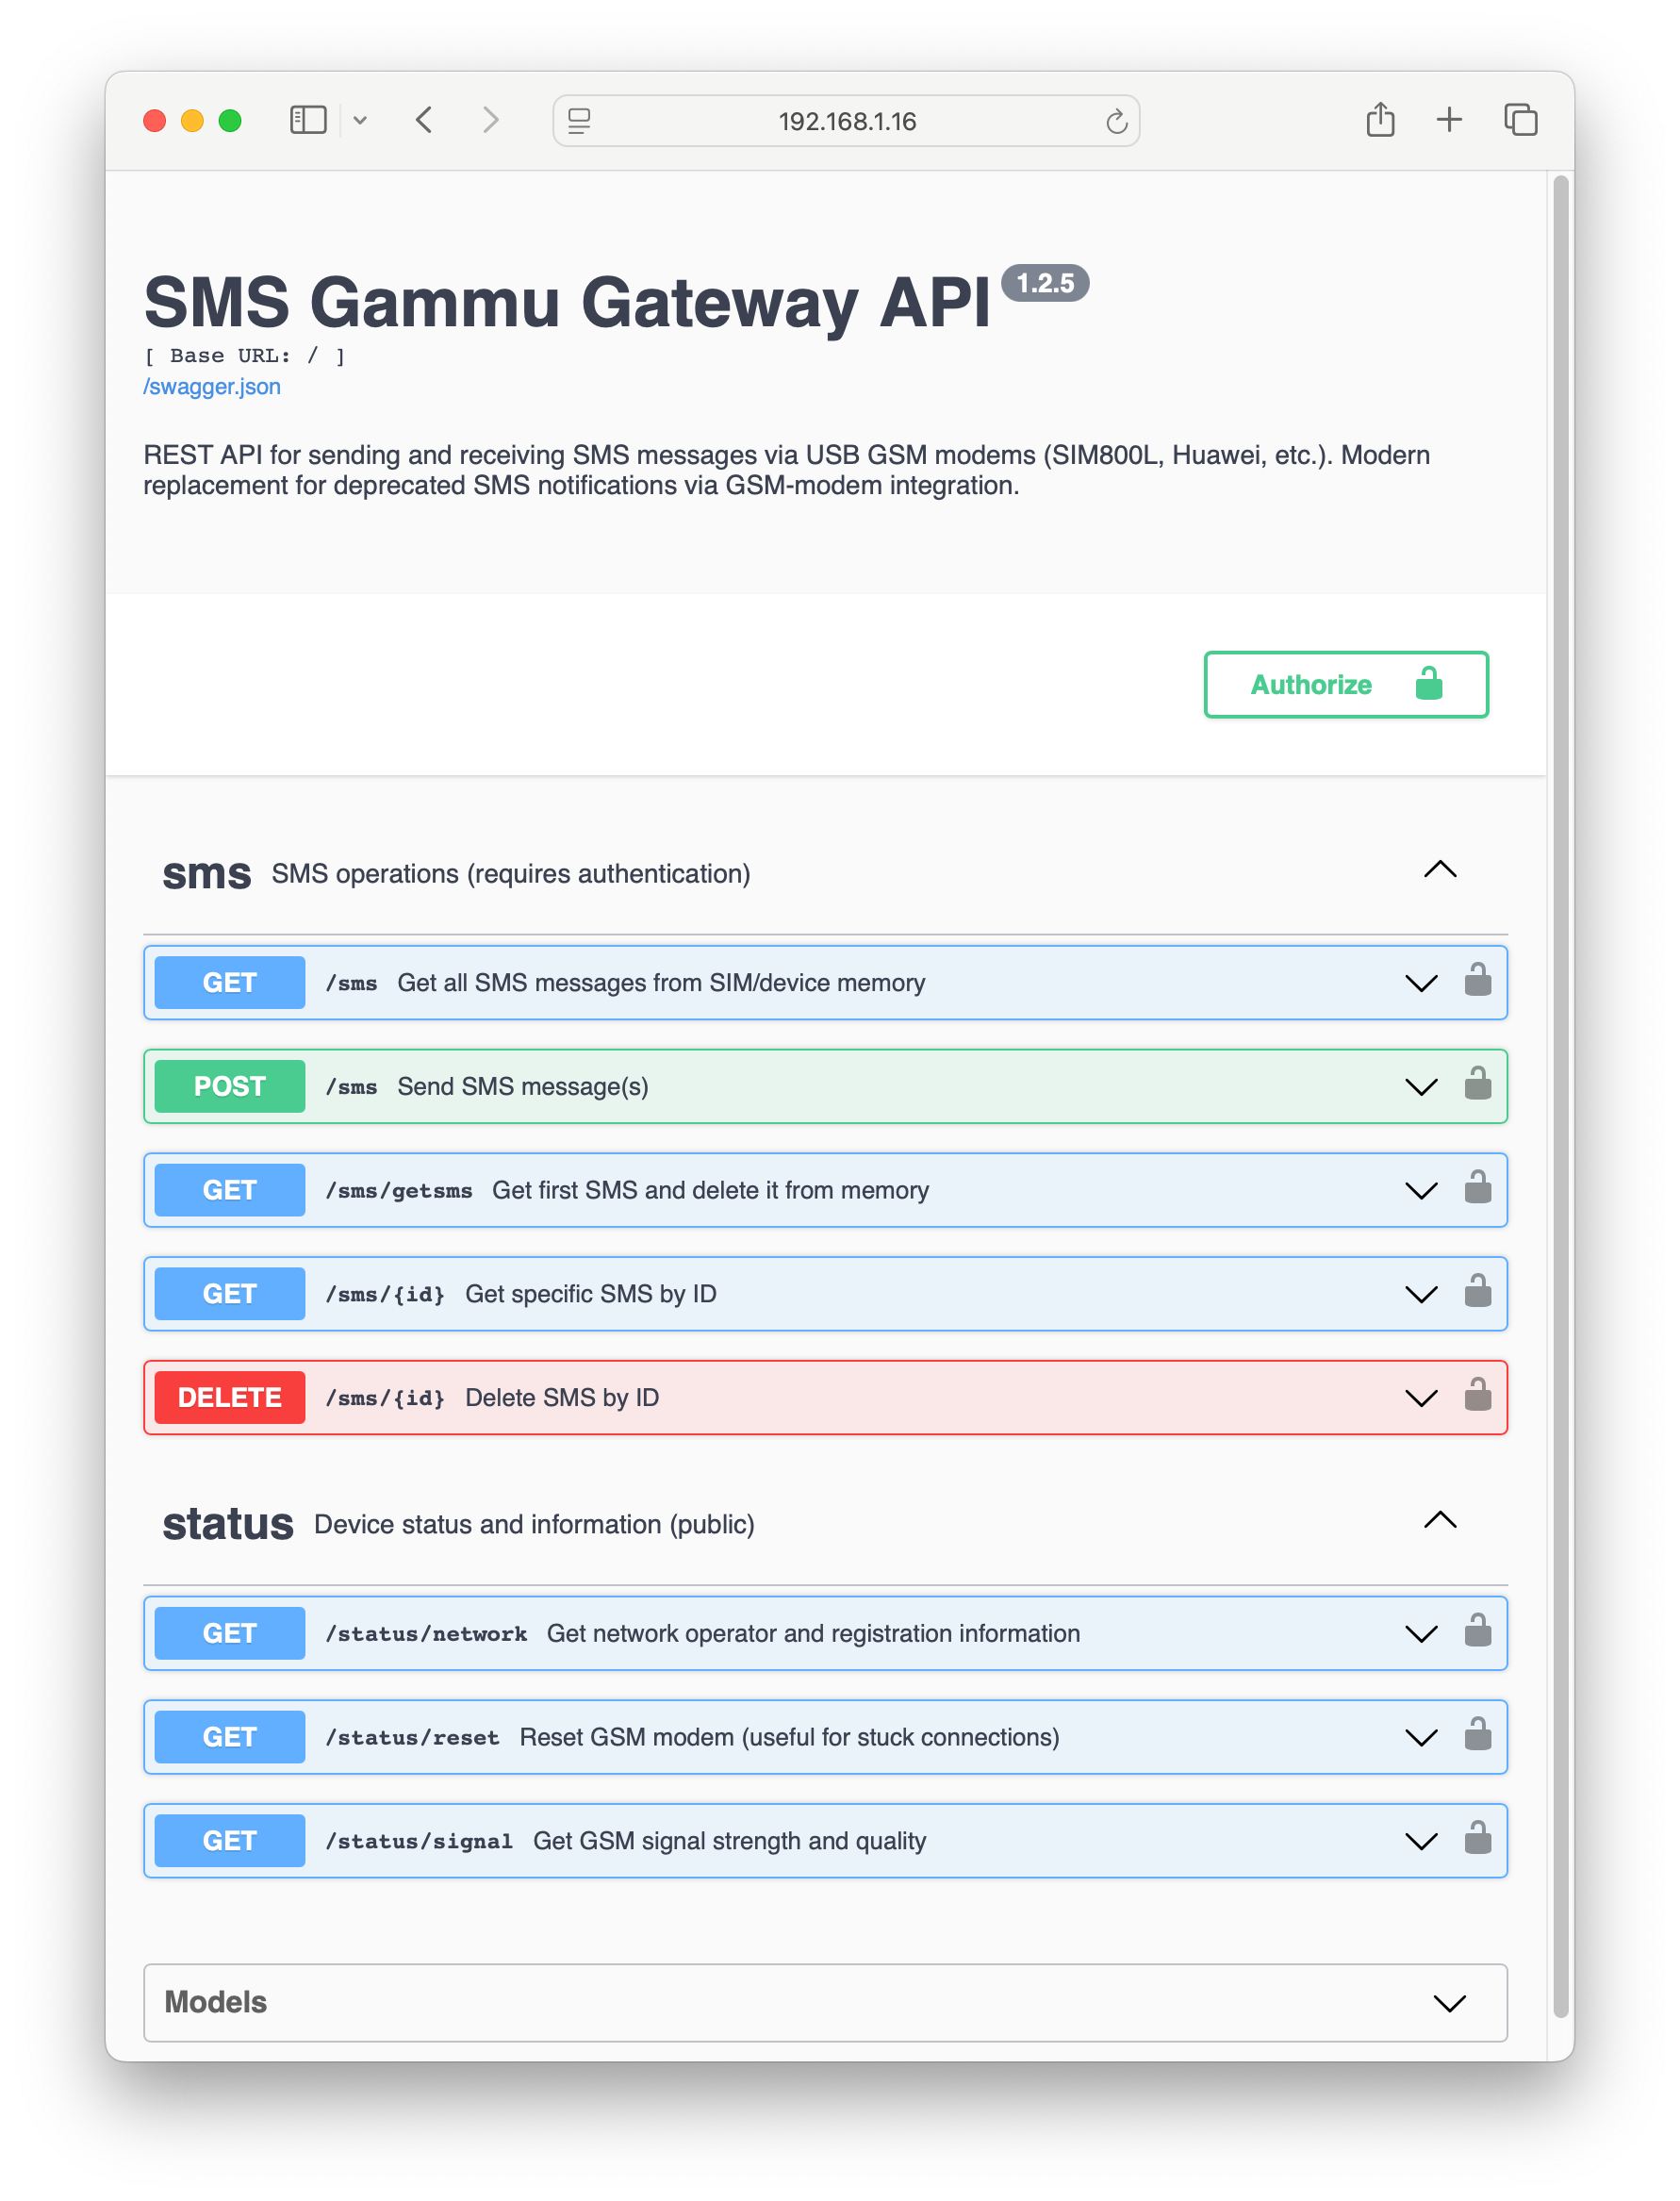 192.168.1.16
SMS Gammu Gateway API 1.2.5
[ Base URL: / ]
/swagger.json
REST API for sending and receiving SMS messages via USB GSM modems (SIM800L, Huawei, etc.). Modern
replacement for deprecated SMS notifications via GSM-modem integration.
Authorize
sms SMS operations (requires authentication)
GET /sms Get all SMS messages from SIM/device memory
POST /sms Send SMS message(s)
GET /sms/getsms Get first SMS and delete it from memory
GET /sms/{id} Get specific SMS by ID
DELETE /sms/{id} Delete SMS by ID
status Device status and information (public)
GET /status/network Get network operator and registration information
GET /status/reset Reset GSM modem (useful for stuck connections)
GET /status/signal Get GSM signal strength and quality
Models